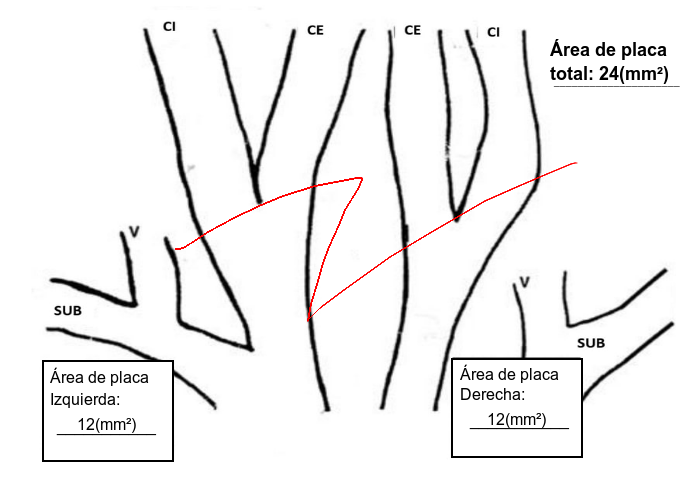 CI
CE
CE
CI
Área de placa
total: 24(mm²)
V
SUB
V
SUB
Área de placa
Izquierda:
12(mm²)
Área de placa
Derecha:
12(mm²)